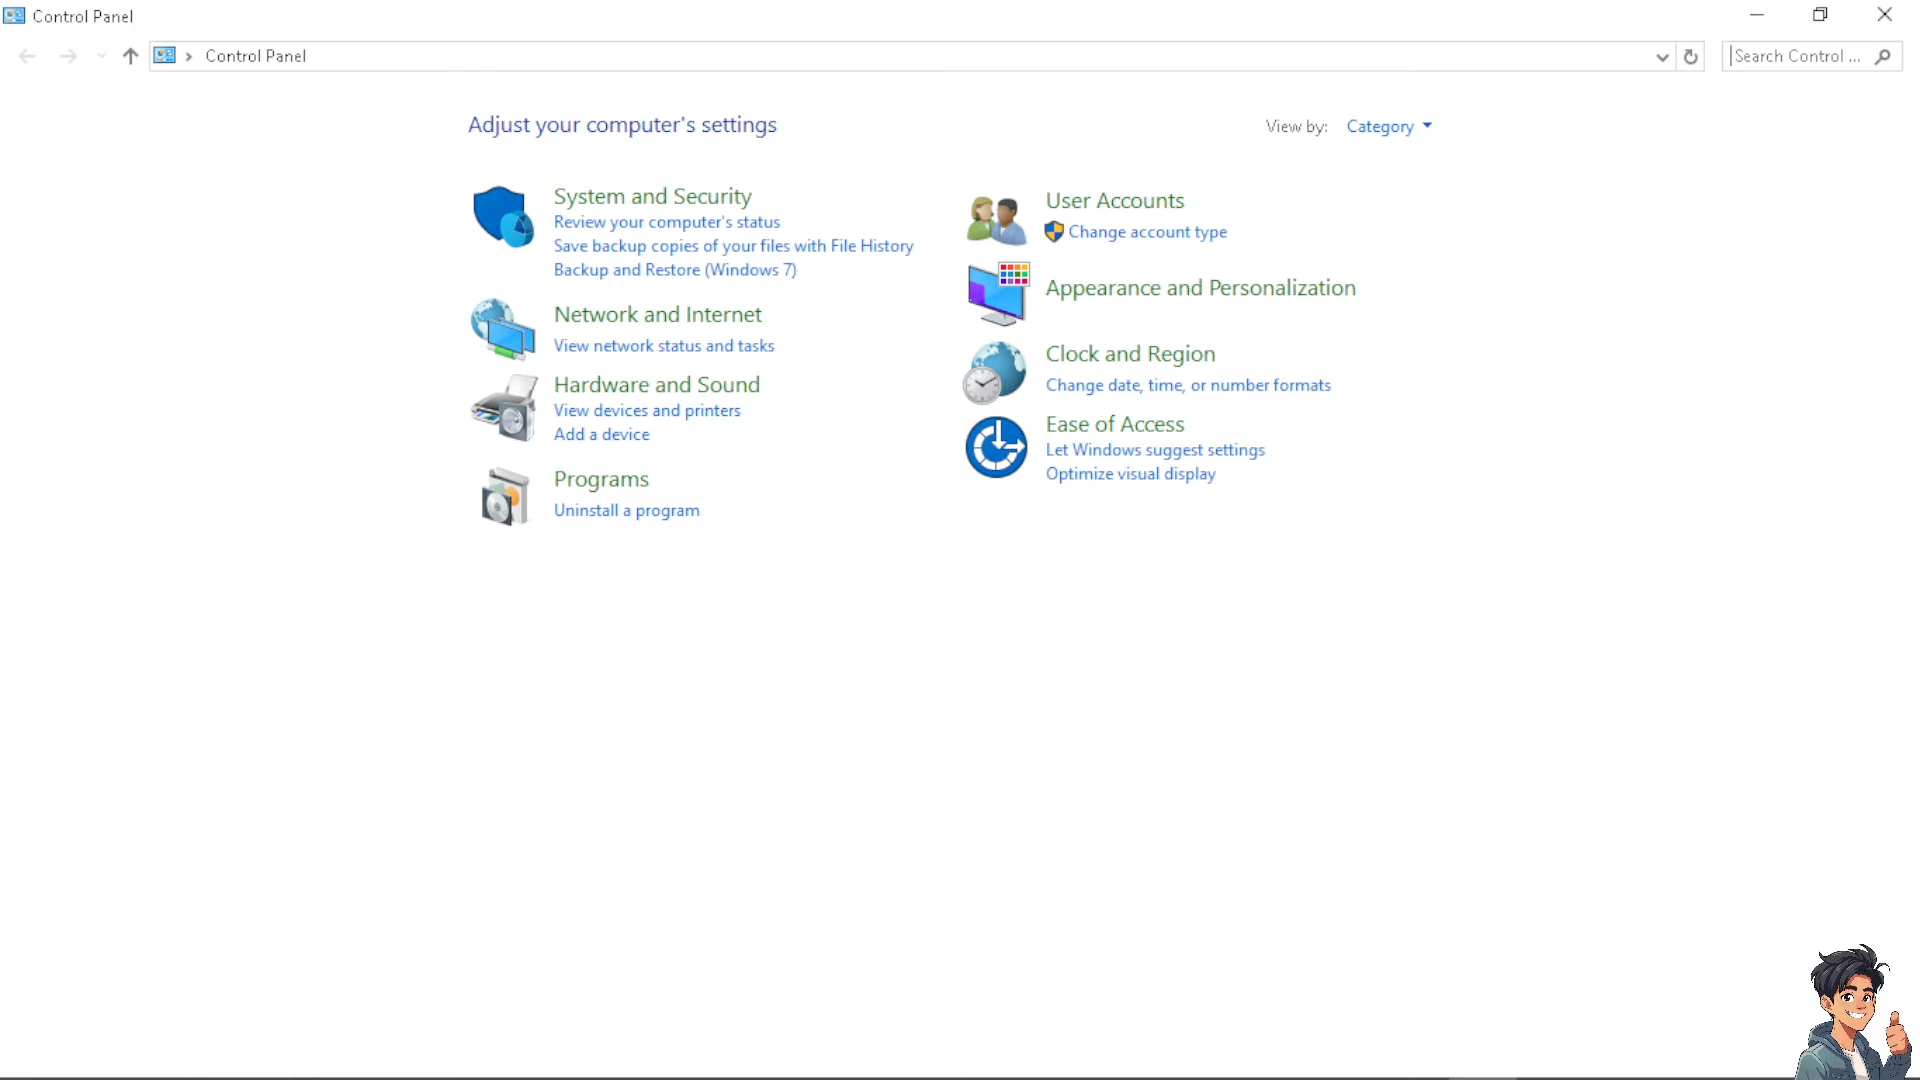 Control Panel
Control Panel
Search Control ...
Adjust your computer's settings
View by: Category
System and Security
Review your computer's status
Save backup copies of your files with File History
Backup and Restore (Windows 7)
Network and Internet
View network status and tasks
Hardware and Sound
View devices and printers
Add a device
Programs
Uninstall a program
User Accounts
Change account type
Appearance and Personalization
Clock and Region
Change date, time, or number formats
Ease of Access
Let Windows suggest settings
Optimize visual display